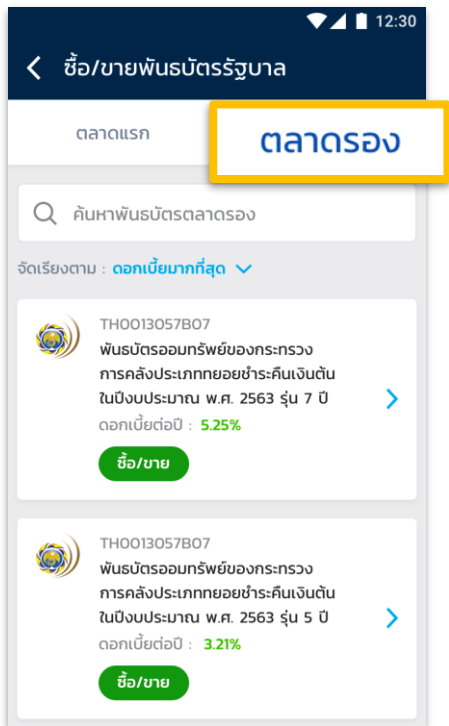 12:30
ซื้อ/ขายพันธบัตรรัฐบาล
ตลาดแรก
ตลาดรอง
ค้นหาพันธบัตรตลาดรอง
จัดเรียงตาม : ดอกเบี้ยมากที่สุด
TH0013057B07
พันธบัตรออมทรัพย์ของกระทรวง
การคลังประเภททยอยชำระคืนเงินต้น
ในปีงบประมาณ พ.ศ. 2563 รุ่น 7 ปี
ดอกเบี้ยต่อปี : 5.25%
ซื้อ/ขาย
TH0013057B07
พันธบัตรออมทรัพย์ของกระทรวง
การคลังประเภททยอยชำระคืนเงินต้น
ในปีงบประมาณ พ.ศ. 2563 รุ่น 5 ปี
ดอกเบี้ยต่อปี : 3.21%
ซื้อ/ขาย